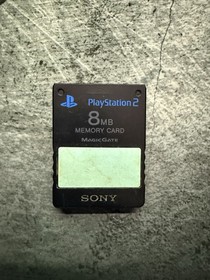 PlayStation 2
8MB
MEMORY CARD
MAGICGATE
SONY